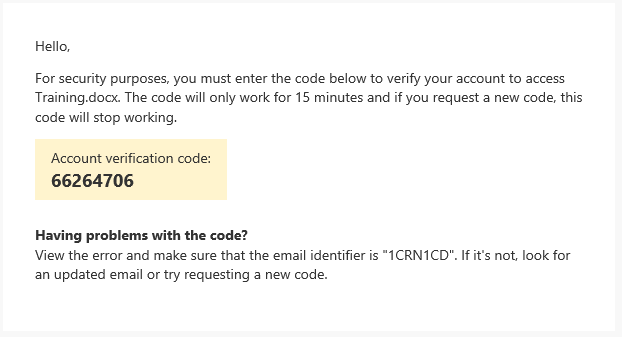 Hello,
For security purposes, you must enter the code below to verify your account to access
Training.docx. The code will only work for 15 minutes and if you request a new code, this
code will stop working.
Account verification code:
66264706
Having problems with the code?
View the error and make sure that the email identifier is "1CRN1CD". If it's not, look for
an updated email or try requesting a new code.